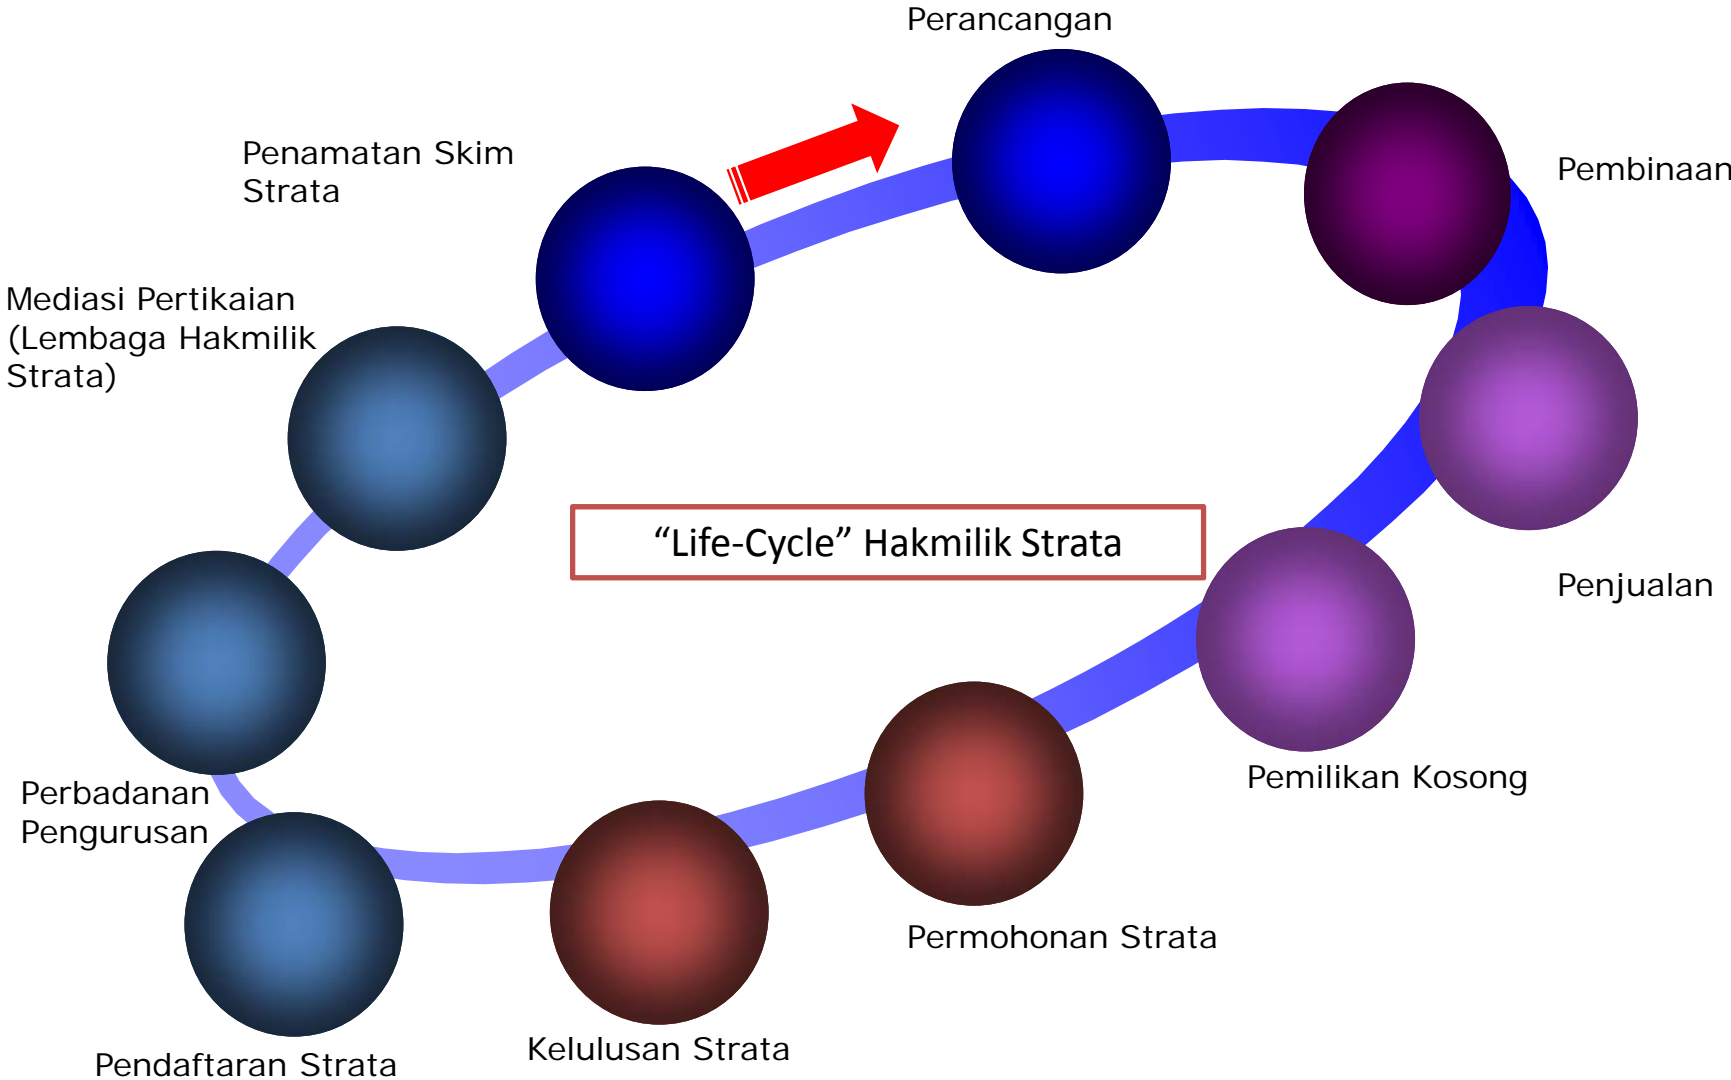 Perancangan
Penamatan Skim
Strata
Pembinaan
Mediasi Pertikaian
(Lembaga Hakmilik
Strata)
“Life-Cycle” Hakmilik Strata
Penjualan
Pemilikan Kosong
Perbadanan
Pengurusan
Permohonan Strata
Kelulusan Strata
Pendaftaran Strata